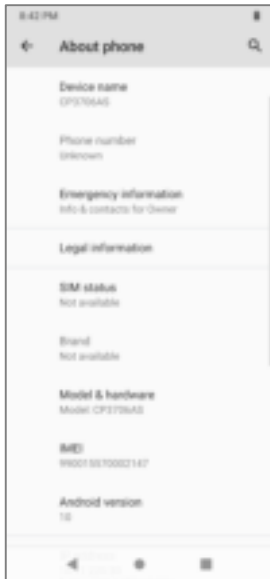 8:42 PM
About phone
Device name
CP3706AS
Phone number
Unknown
Emergency information
Info & contacts for Owner
Legal information
SIM status
Not available
Brand
Not available
Model & hardware
Model: CP3706AS
IMEI
990015570002147
Android version
10